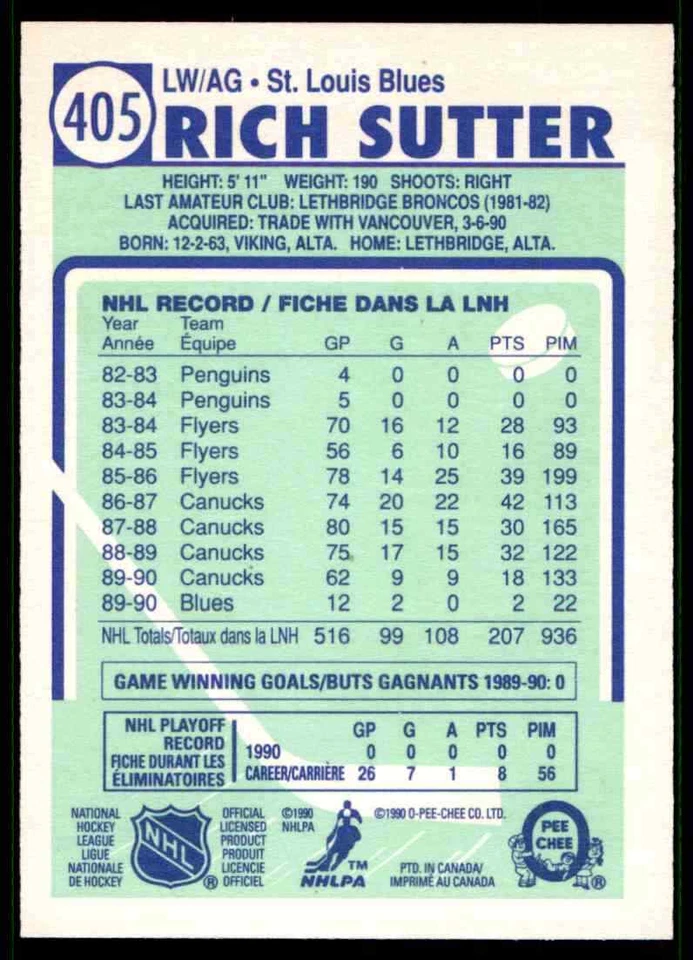 405
LW/AG • St. Louis Blues
RICH SUTTER
HEIGHT: 5' 11" WEIGHT: 190 SHOOTS: RIGHT
LAST AMATEUR CLUB: LETHBRIDGE BRONCOS (1981-82)
ACQUIRED: TRADE WITH VANCOUVER, 3-6-90
BORN: 12-2-63, VIKING, ALTA. HOME: LETHBRIDGE, ALTA.
NHL RECORD / FICHE DANS LA LNH
Year Team
Année Équipe GP G A PTS PIM
82-83 Penguins 4 0 0 0 0
83-84 Penguins 5 0 0 0 0
83-84 Flyers 70 16 12 28 93
84-85 Flyers 56 6 10 16 89
85-86 Flyers 78 14 25 39 199
86-87 Canucks 74 20 22 42 113
87-88 Canucks 80 15 15 30 165
88-89 Canucks 75 17 15 32 122
89-90 Canucks 62 9 9 18 133
89-90 Blues 12 2 0 2 22
NHL Totals/Totaux dans la LNH 516 99 108 207 936
GAME WINNING GOALS/BUTS GAGNANTS 1989-90: 0
NHL PLAYOFF
RECORD
FICHE DURANT LES
ÉLIMINATOIRES
GP G A PTS PIM
1990 0 0 0 0 0
CAREER/CARRIÈRE 26 7 1 8 56
NATIONAL
HOCKEY
LEAGUE
LIGUE
NATIONALE
DE HOCKEY
NHL
®
OFFICIAL
LICENSED
PRODUCT
PRODUIT
LICENCIE
OFFICIEL
©1990
NHLPA
TM
NHLPA
©1990 O-PEE-CHEE CO. LTD.
PTD. IN CANADA/
IMPRIMÉ AU CANADA
O
PEE
CHEE
®